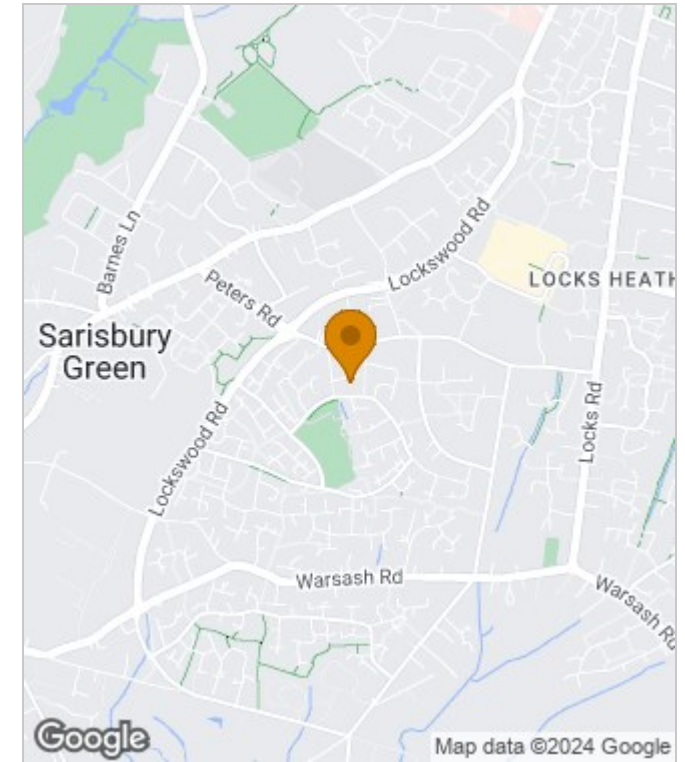 Barnes Ln
Lockswood Rd
Peters Rd
LOCKS HEATH
Sarisbury
Green
Lockswood Rd
Locks Rd
Warsash Rd
Warsash Rd
Google
Map data ©2024 Google